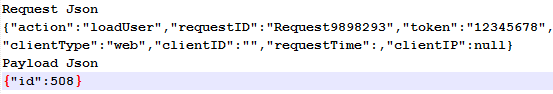 Request Json
{"action":"loadUser","requestID":"Request9898293","token":"12345678",
"clientType":"web","clientID":"","requestTime":,"clientIP":null}
Payload Json
{"id":508}